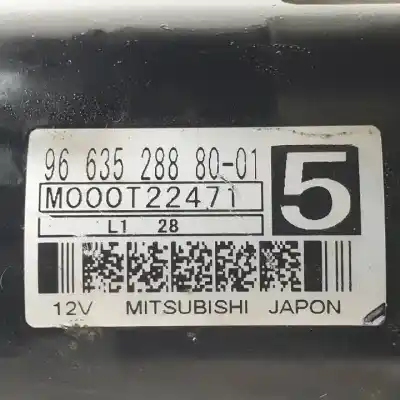 96 635 288 80-01
M000T22471
5
L1 28
12V MITSUBISHI JAPON